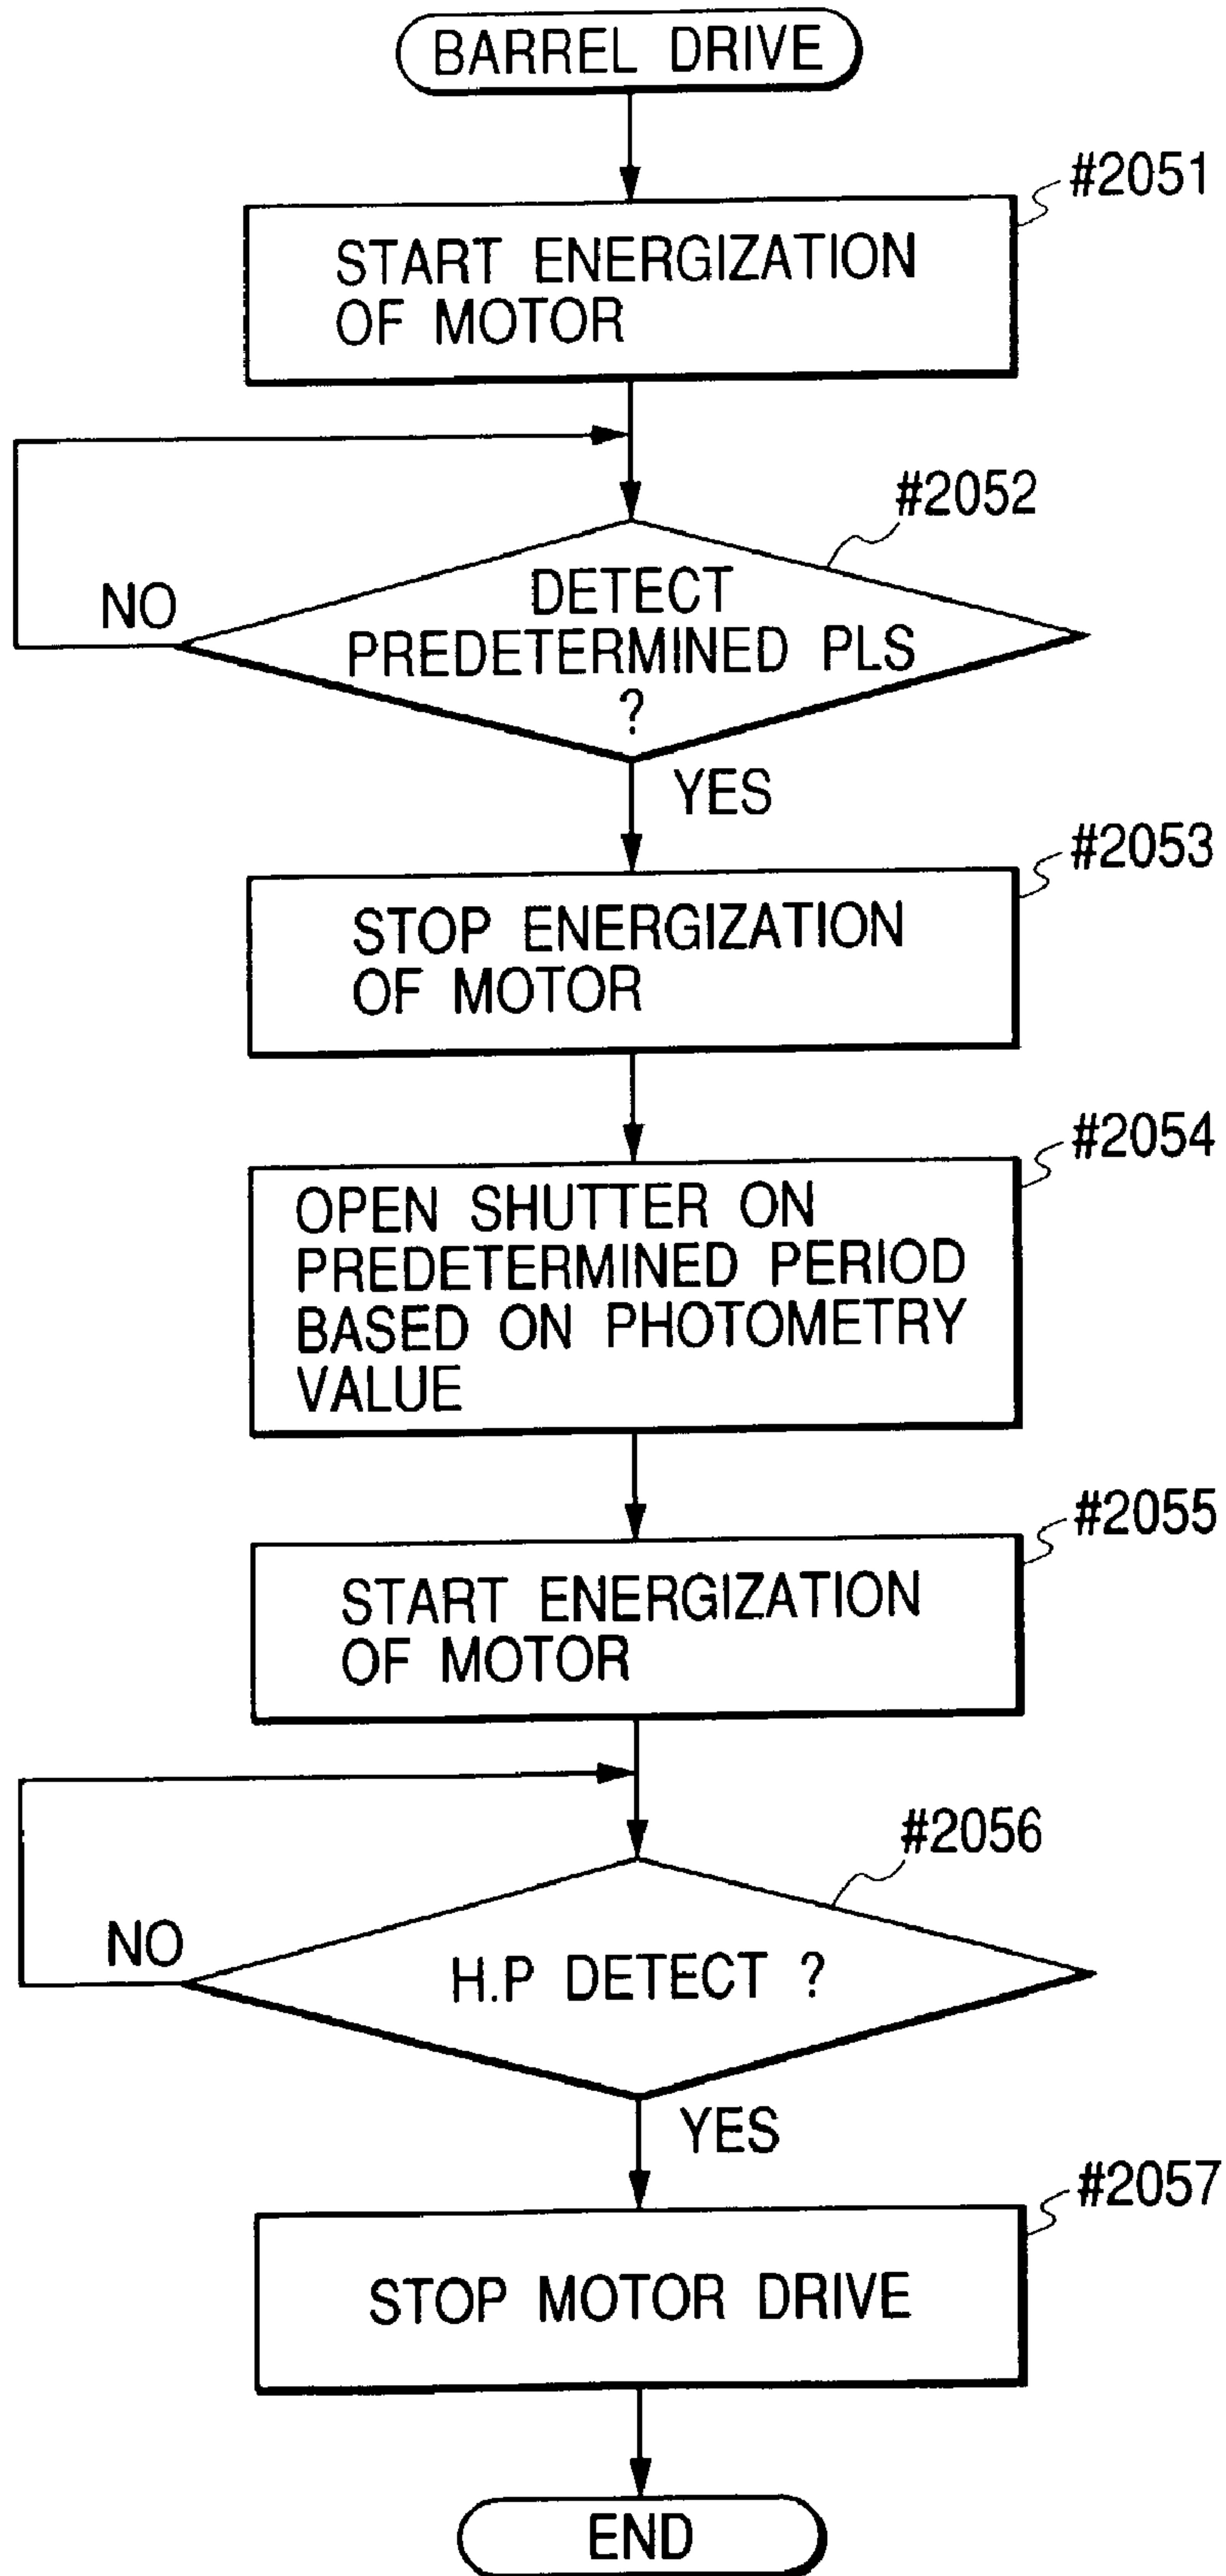 BARREL DRIVE
#2051
START ENERGIZATION
OF MOTOR
#2052
NO
DETECT
PREDETERMINED PLS
?
YES
#2053
STOP ENERGIZATION
OF MOTOR
#2054
OPEN SHUTTER ON
PREDETERMINED PERIOD
BASED ON PHOTOMETRY
VALUE
#2055
START ENERGIZATION
OF MOTOR
#2056
NO
H.P DETECT ?
YES
#2057
STOP MOTOR DRIVE
END